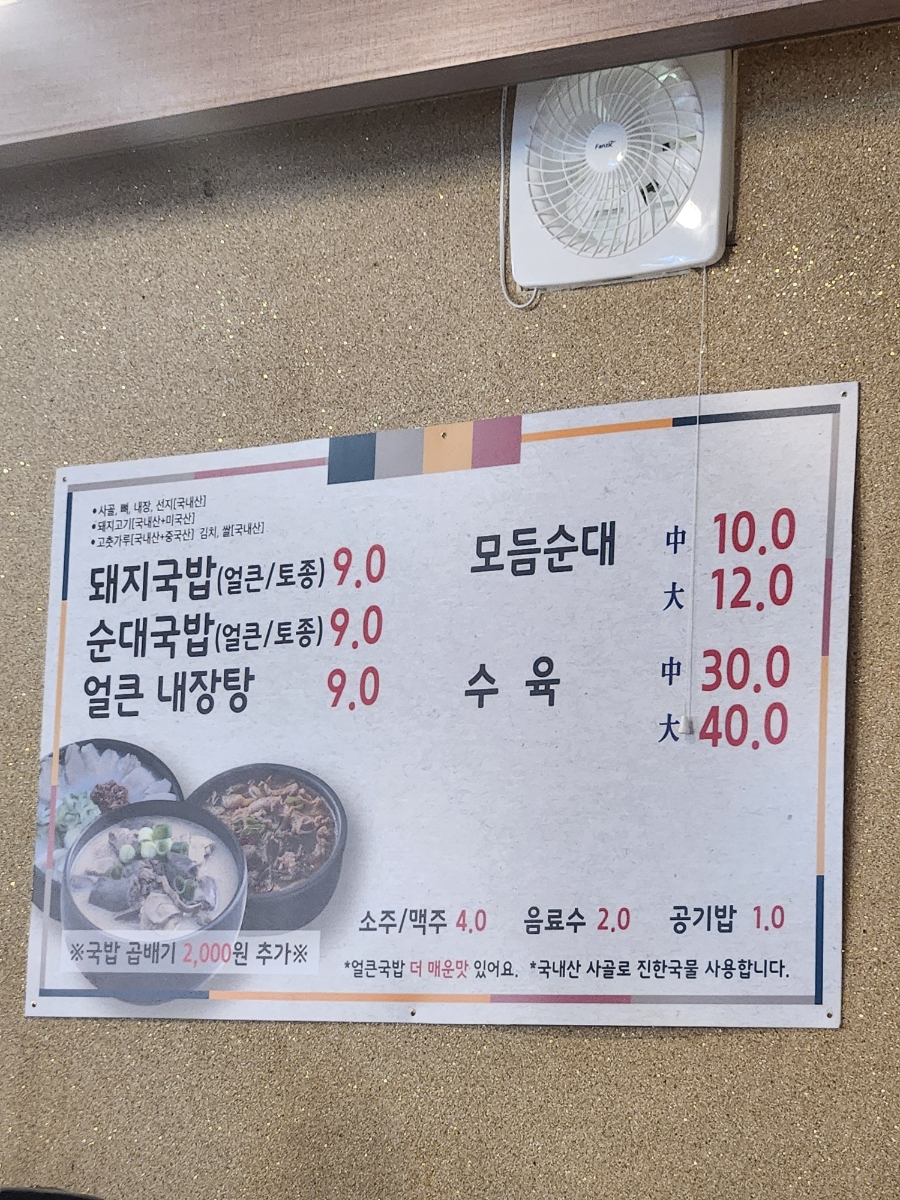 Fanzic
•사골, 뼈, 내장, 선지[국내산]
•돼지고기[국내산+미국산]
•고춧가루[국내산+중국산] 김치, 쌀[국내산]
돼지국밥(얼큰/토종) 9.0
순대국밥(얼큰/토종) 9.0
얼큰 내장탕 9.0
모듬순대 中 10.0
大 12.0
수 육 中 30.0
大 40.0
※국밥 곱배기 2,000원 추가※
소주/맥주 4.0 음료수 2.0 공기밥 1.0
*얼큰국밥 더 매운맛 있어요. *국내산 사골로 진한국물 사용합니다.